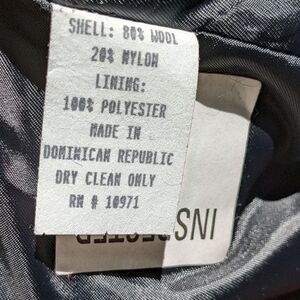 SHELL: 80% WOOL
20% NYLON
LINING:
100% POLYESTER
MADE IN
DOMINICAN REPUBLIC
DRY CLEAN ONLY
RN # 10971